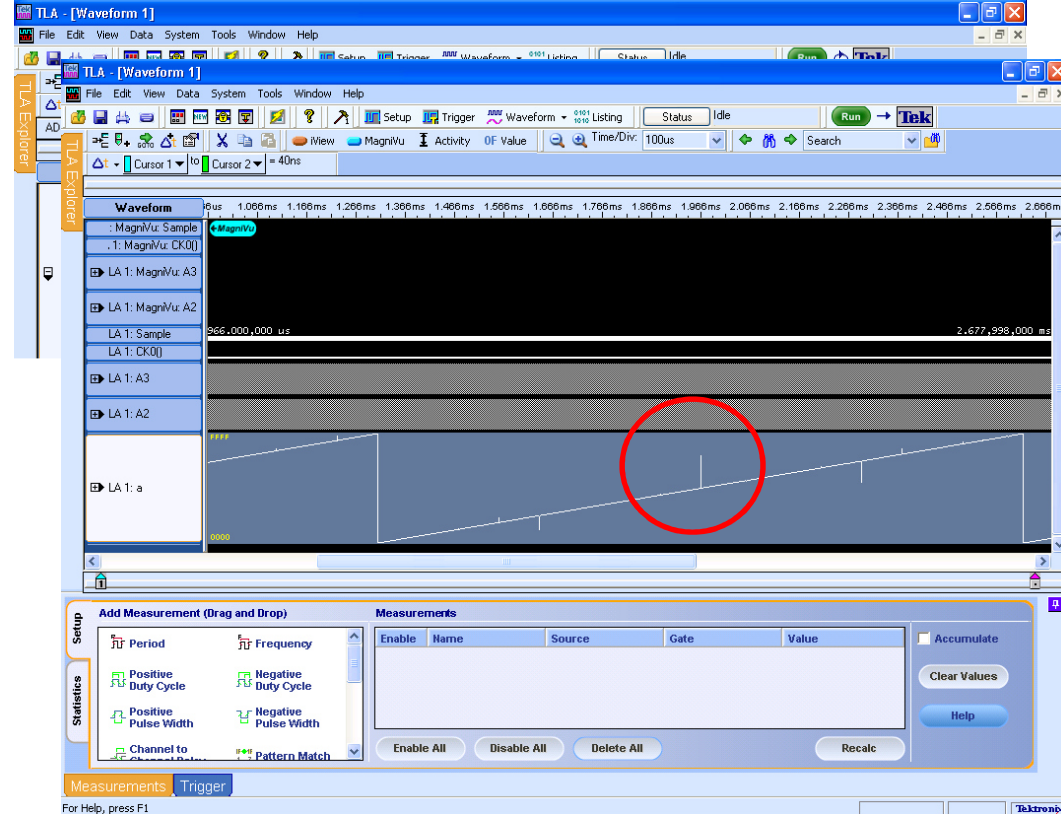 TLA - [Waveform 1]
File Edit View Data System Tools Window Help
Status Idle
TLA Explorer
AD
TLA - [Waveform 1]
File Edit View Data System Tools Window Help
Setup Trigger Waveform Listing Status Idle Run Tek
iView MagniVu Activity Value Time/Div: 100us Search
Δt Cursor 1 to Cursor 2 = 40ns
TLA Explorer
Waveform 1.066ms 1.166ms 1.266ms 1.366ms 1.466ms 1.566ms 1.666ms 1.766ms 1.866ms 1.966ms 2.066ms 2.166ms 2.266ms 2.366ms 2.466ms 2.566ms 2.666m
: MagniVu: Sample MagniVu
. 1: MagniVu: CK0()
LA 1: MagniVu: A3
LA 1: MagniVu: A2
LA 1: Sample 966.000,000 us 2.677,998,000 ms
LA 1: CK0()
LA 1: A3
LA 1: A2
FFFF
LA 1: a
0000
1
Setup
Statistics
Add Measurement (Drag and Drop)
Period
Frequency
Positive Duty Cycle
Negative Duty Cycle
Positive Pulse Width
Negative Pulse Width
Channel to
Pattern Match
Measurements
Enable Name Source Gate Value
Enable All Disable All Delete All Recalc
Accumulate
Clear Values
Help
Measurements Trigger
For Help, press F1